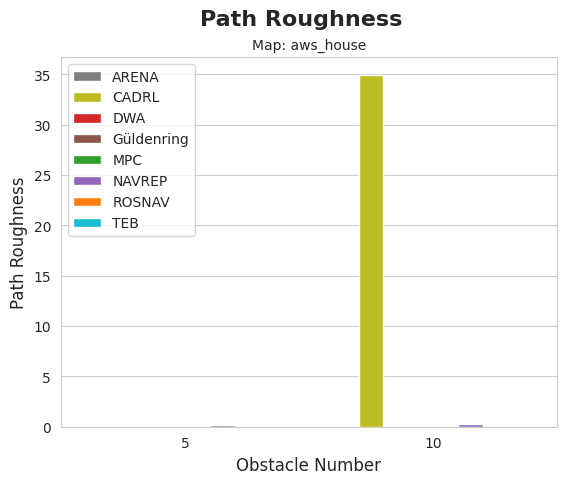 Path Roughness
Map: aws_house
ARENA
CADRL
DWA
Güldenring
MPC
NAVREP
ROSNAV
TEB
Path Roughness
35
30
25
20
15
10
5
0
5 10
Obstacle Number